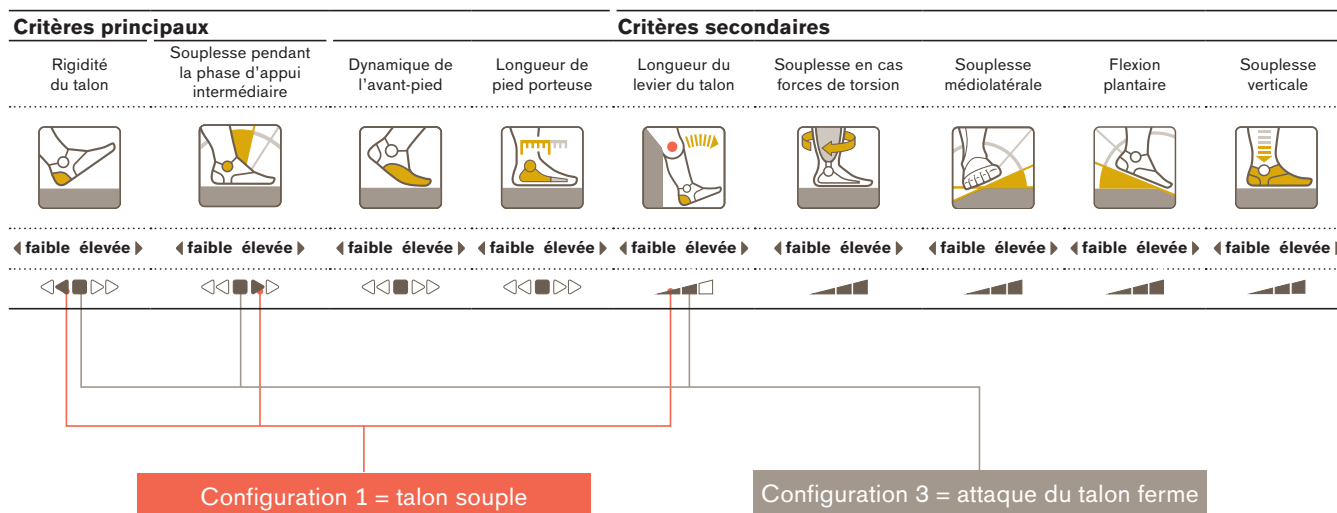 Critères principaux
Critères secondaires
Rigidité
du talon
Souplesse pendant
la phase d'appui
intermédiaire
Dynamique de
l'avant-pied
Longueur de
pied porteuse
Longueur du
levier du talon
Souplesse en cas
forces de torsion
Souplesse
médiolatérale
Flexion
plantaire
Souplesse
verticale
faible élevée
faible élevée
faible élevée
faible élevée
faible élevée
faible élevée
faible élevée
faible élevée
faible élevée
Configuration 1 = talon souple
Configuration 3 = attaque du talon ferme